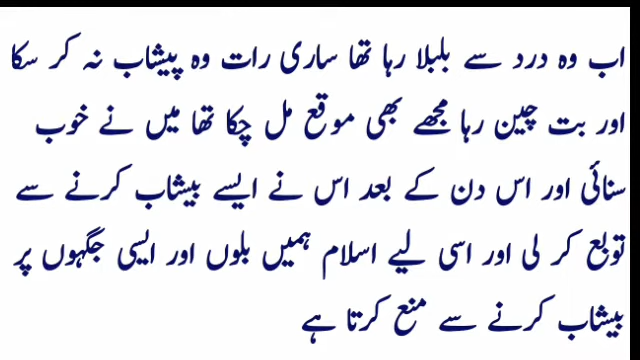 اب وہ درد سے بلبلا رہا تھا ساری رات وہ پیشاب نہ کر سکا
اور بت چین رہا مجھے بھی موقع مل چکا تھا میں نے خوب
سنائی اور اس دن کے بعد اس نے ایسے بیشاب کرنے سے
توبع کر لی اور اسی لیے اسلام ہمیں بلوں اور ایسی جگہوں پر
بیشاب کرنے سے منع کرتا ہے